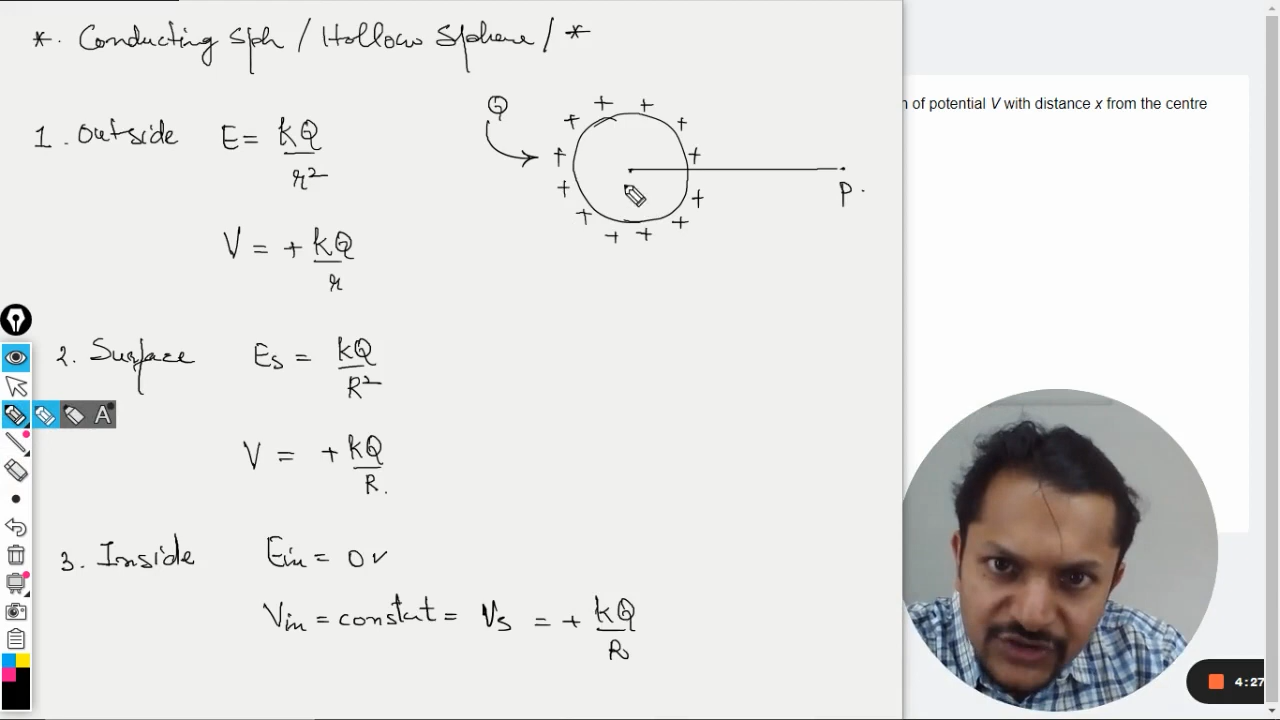 *. Conducting Sph / Hollow Sphere / *
n of potential V with distance x from the centre
1. Outside E = kQ/r²
Q
+ + + + + + + + + + + + + +
P.
V = + kQ/r
2. Surface Es = kQ/R²
V = + kQ/R.
3. Inside Ein = 0 ✓
Vin = constat = Vs = + kQ/R
A
4:27